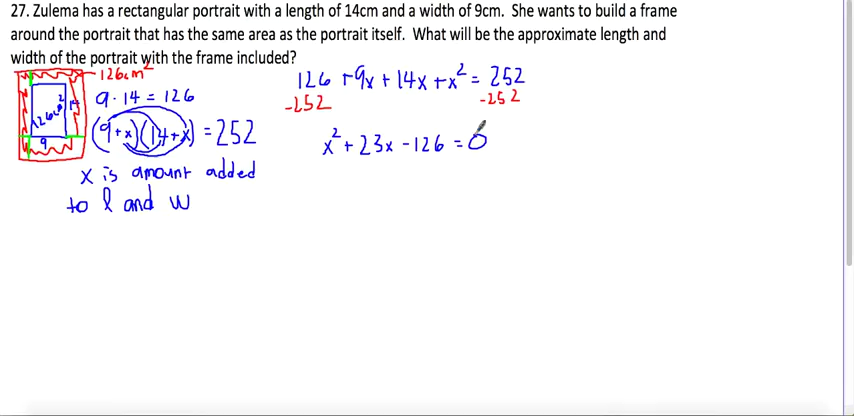 27. Zulema has a rectangular portrait with a length of 14cm and a width of 9cm. She wants to build a frame
around the portrait that has the same area as the portrait itself. What will be the approximate length and
width of the portrait with the frame included?
126cm²
126cm²
14
9
9 · 14 = 126
(9+x)(14+x) = 252
x is amount added
to l and w
126 + 9x + 14x + x² = 252
-252 -252
x² + 23x - 126 = 0